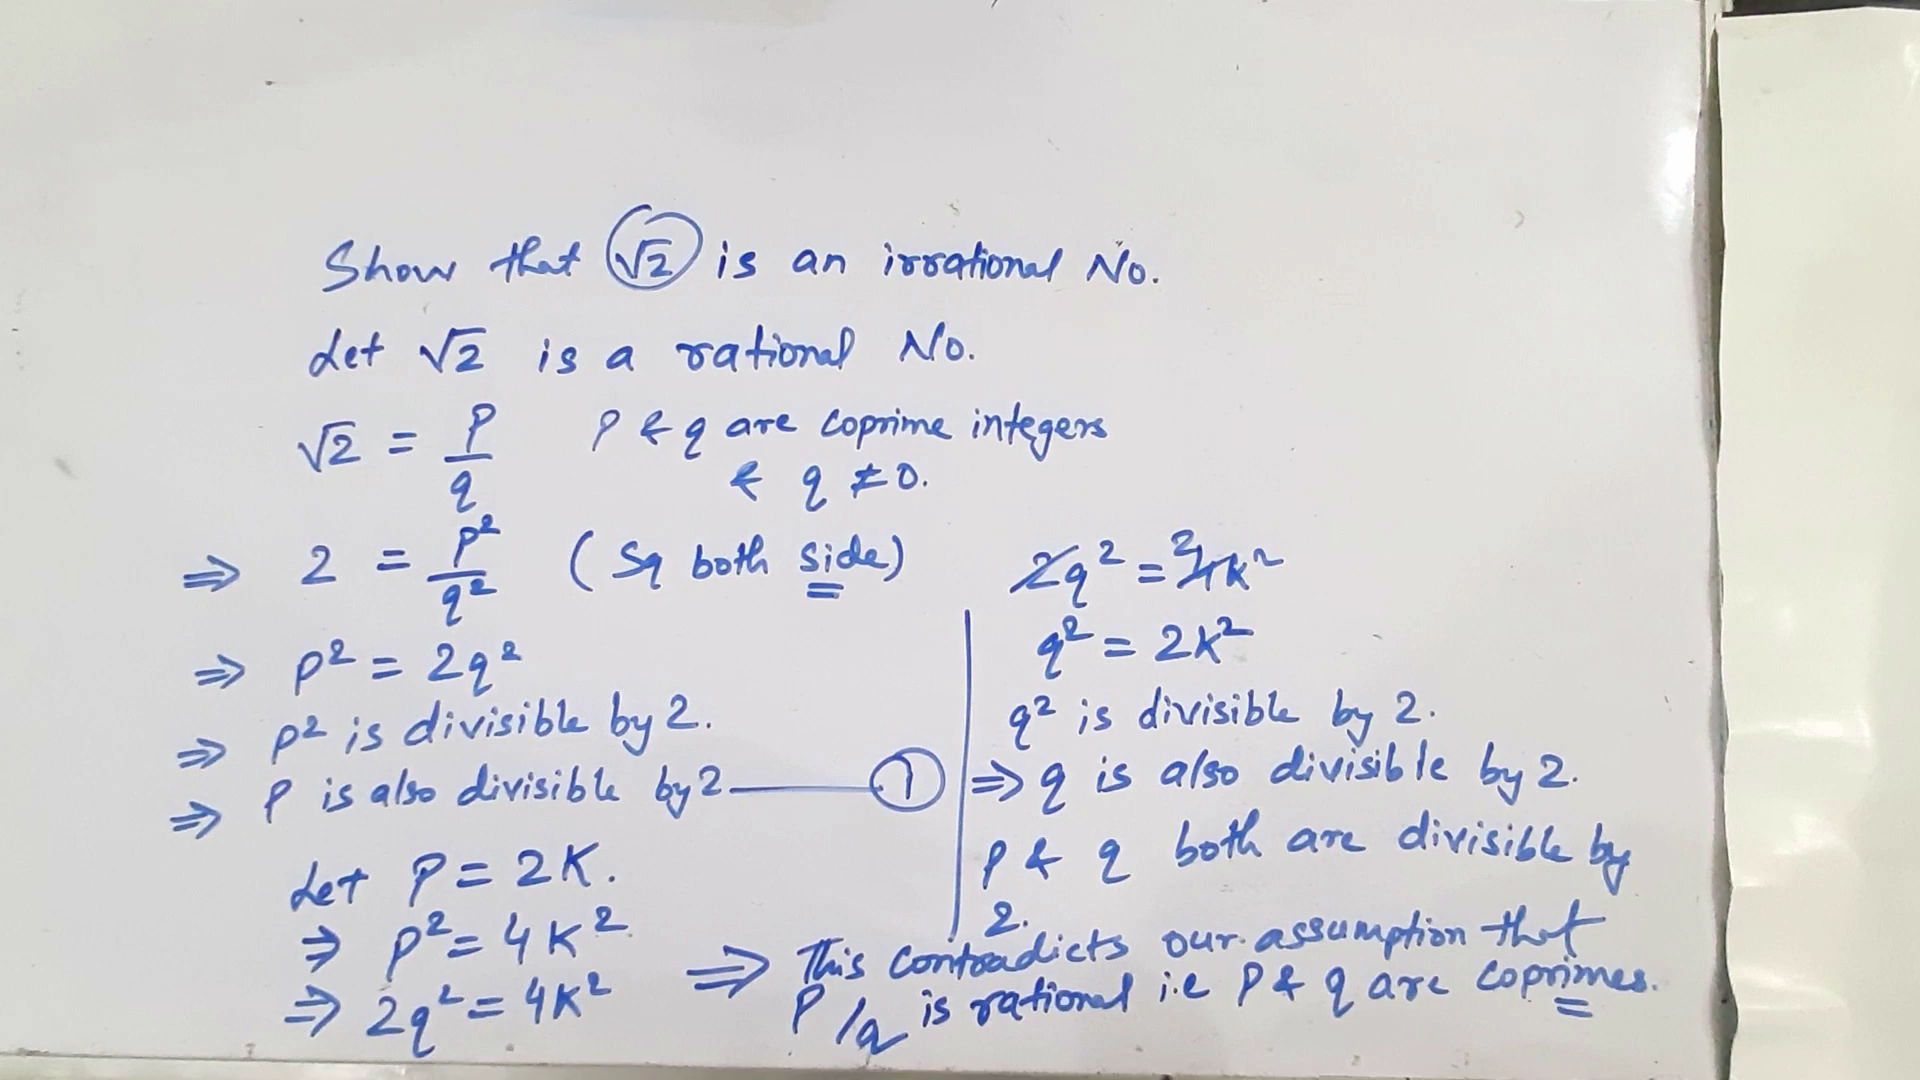 Show that √2 is an irrational No.
Let √2 is a rational No.
√2 = p/q    p & q are coprime integers
& q ≠ 0.
⇒ 2 = p²/q² (Sq both side)
⇒ p² = 2q²
⇒ p² is divisible by 2.
⇒ p is also divisible by 2 —— 1
Let p = 2K.
⇒ p² = 4K²
⇒ 2q² = 4K²
2q² = 2 4K²
q² = 2K²
q² is divisible by 2.
⇒ q is also divisible by 2.
p & q both are divisible by
2.
⇒ This contradicts our assumption that
p/q is rational i.e p & q are coprimes.